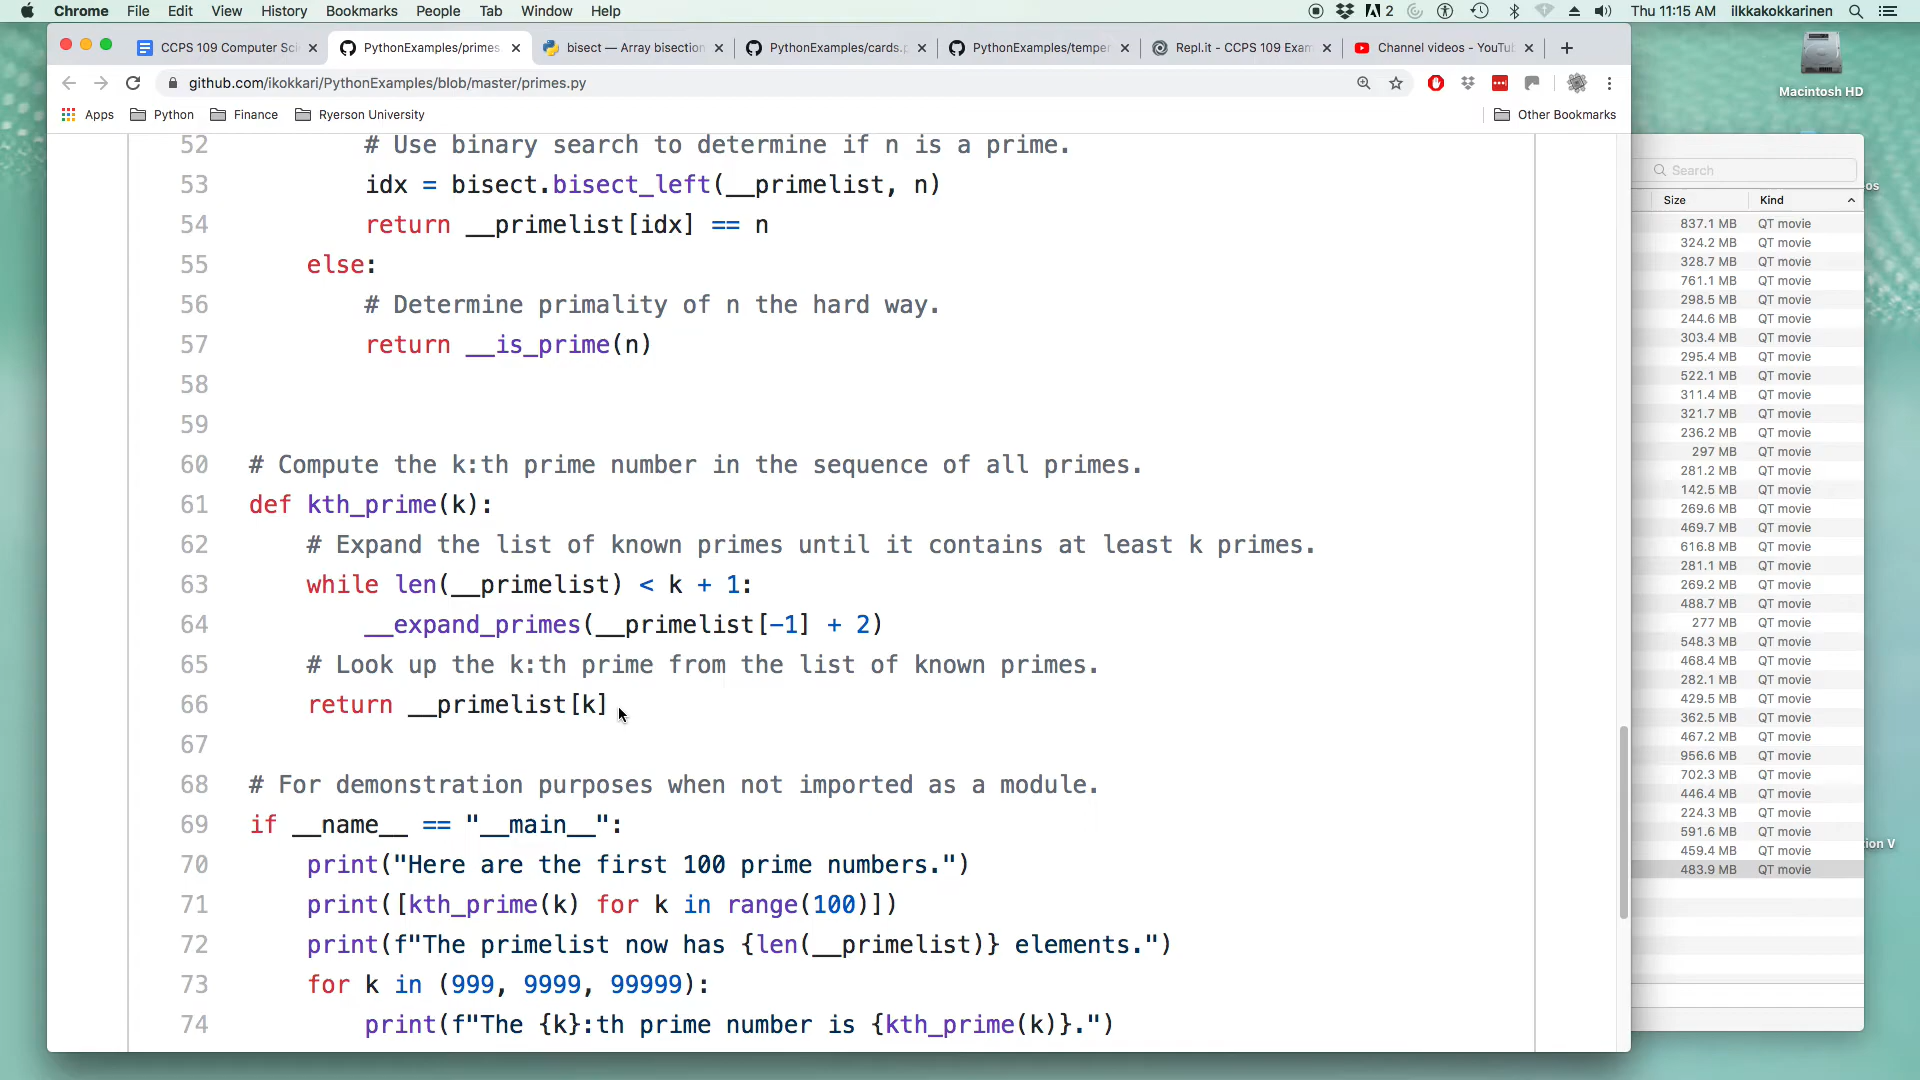 Chrome File Edit View History Bookmarks People Tab Window Help 2 Thu 11:15 AM ilkkakokkarinen
CCPS 109 Computer Sci PythonExamples/primes bisect — Array bisection PythonExamples/cards.p PythonExamples/temper Repl.it - CCPS 109 Exam Channel videos - YouTu
github.com/ikokkari/PythonExamples/blob/master/primes.py
Apps Python Finance Ryerson University Other Bookmarks
Macintosh HD
52 # Use binary search to determine if n is a prime.
53 idx = bisect.bisect_left(__primelist, n)
54 return __primelist[idx] == n
55 else:
56 # Determine primality of n the hard way.
57 return __is_prime(n)
58
59
60 # Compute the k:th prime number in the sequence of all primes.
61 def kth_prime(k):
62 # Expand the list of known primes until it contains at least k primes.
63 while len(__primelist) < k + 1:
64 __expand_primes(__primelist[-1] + 2)
65 # Look up the k:th prime from the list of known primes.
66 return __primelist[k]
67
68 # For demonstration purposes when not imported as a module.
69 if __name__ == "__main__":
70 print("Here are the first 100 prime numbers.")
71 print([kth_prime(k) for k in range(100)])
72 print(f"The primelist now has {len(__primelist)} elements.")
73 for k in (999, 9999, 99999):
74 print(f"The {k}:th prime number is {kth_prime(k)}.")
Search
os
Size Kind
837.1 MB QT movie
324.2 MB QT movie
328.7 MB QT movie
761.1 MB QT movie
298.5 MB QT movie
244.6 MB QT movie
303.4 MB QT movie
295.4 MB QT movie
522.1 MB QT movie
311.4 MB QT movie
321.7 MB QT movie
236.2 MB QT movie
297 MB QT movie
281.2 MB QT movie
142.5 MB QT movie
269.6 MB QT movie
469.7 MB QT movie
616.8 MB QT movie
281.1 MB QT movie
269.2 MB QT movie
488.7 MB QT movie
277 MB QT movie
548.3 MB QT movie
468.4 MB QT movie
282.1 MB QT movie
429.5 MB QT movie
362.5 MB QT movie
467.2 MB QT movie
956.6 MB QT movie
702.3 MB QT movie
446.4 MB QT movie
224.3 MB QT movie
591.6 MB QT movie
459.4 MB QT movie
483.9 MB QT movie
tion V